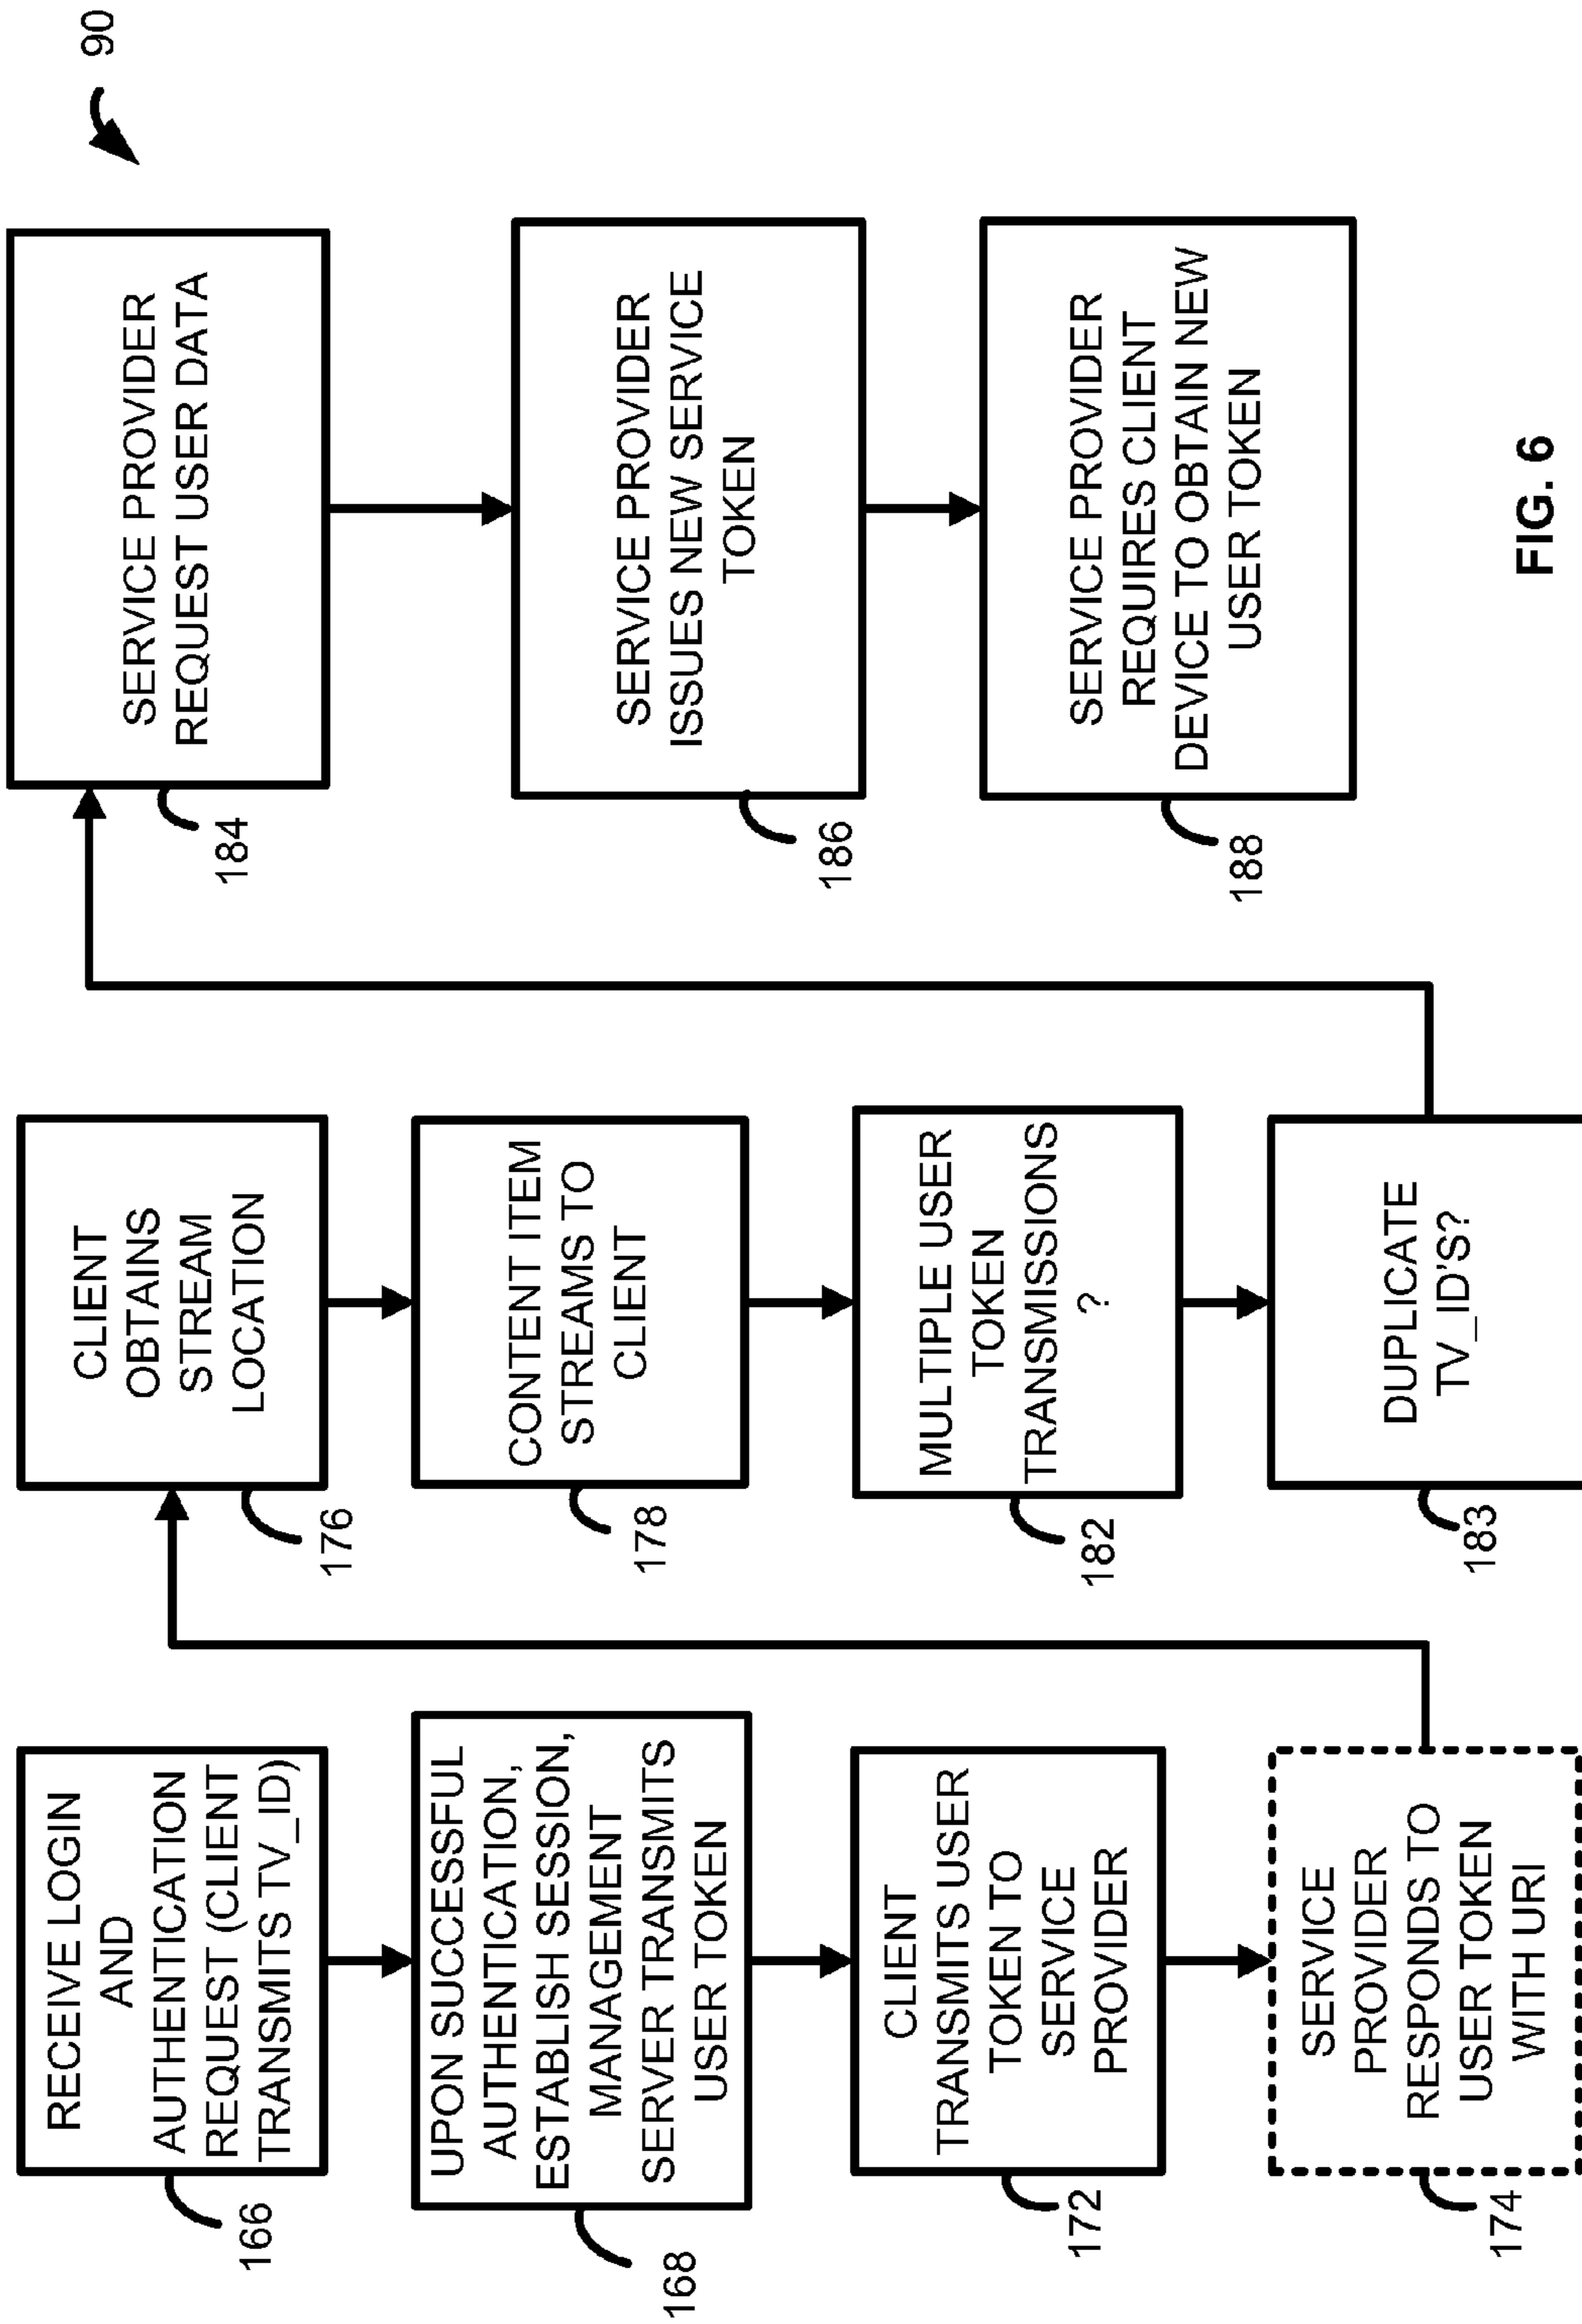 RECEIVE LOGIN
AND
AUTHENTICATION
REQUEST (CLIENT
TRANSMITS TV_ID)
166
UPON SUCCESSFUL
AUTHENTICATION,
ESTABLISH SESSION,
MANAGEMENT
SERVER TRANSMITS
USER TOKEN
168
CLIENT
TRANSMITS USER
TOKEN TO
SERVICE
PROVIDER
172
SERVICE
PROVIDER
RESPONDS TO
USER TOKEN
WITH URI
174
CLIENT
OBTAINS
STREAM
LOCATION
176
CONTENT ITEM
STREAMS TO
CLIENT
178
MULTIPLE USER
TOKEN
TRANSMISSIONS
?
182
DUPLICATE
TV_ID'S?
183
90
SERVICE PROVIDER
REQUEST USER DATA
184
SERVICE PROVIDER
ISSUES NEW SERVICE
TOKEN
186
SERVICE PROVIDER
REQUIRES CLIENT
DEVICE TO OBTAIN NEW
USER TOKEN
188
FIG. 6